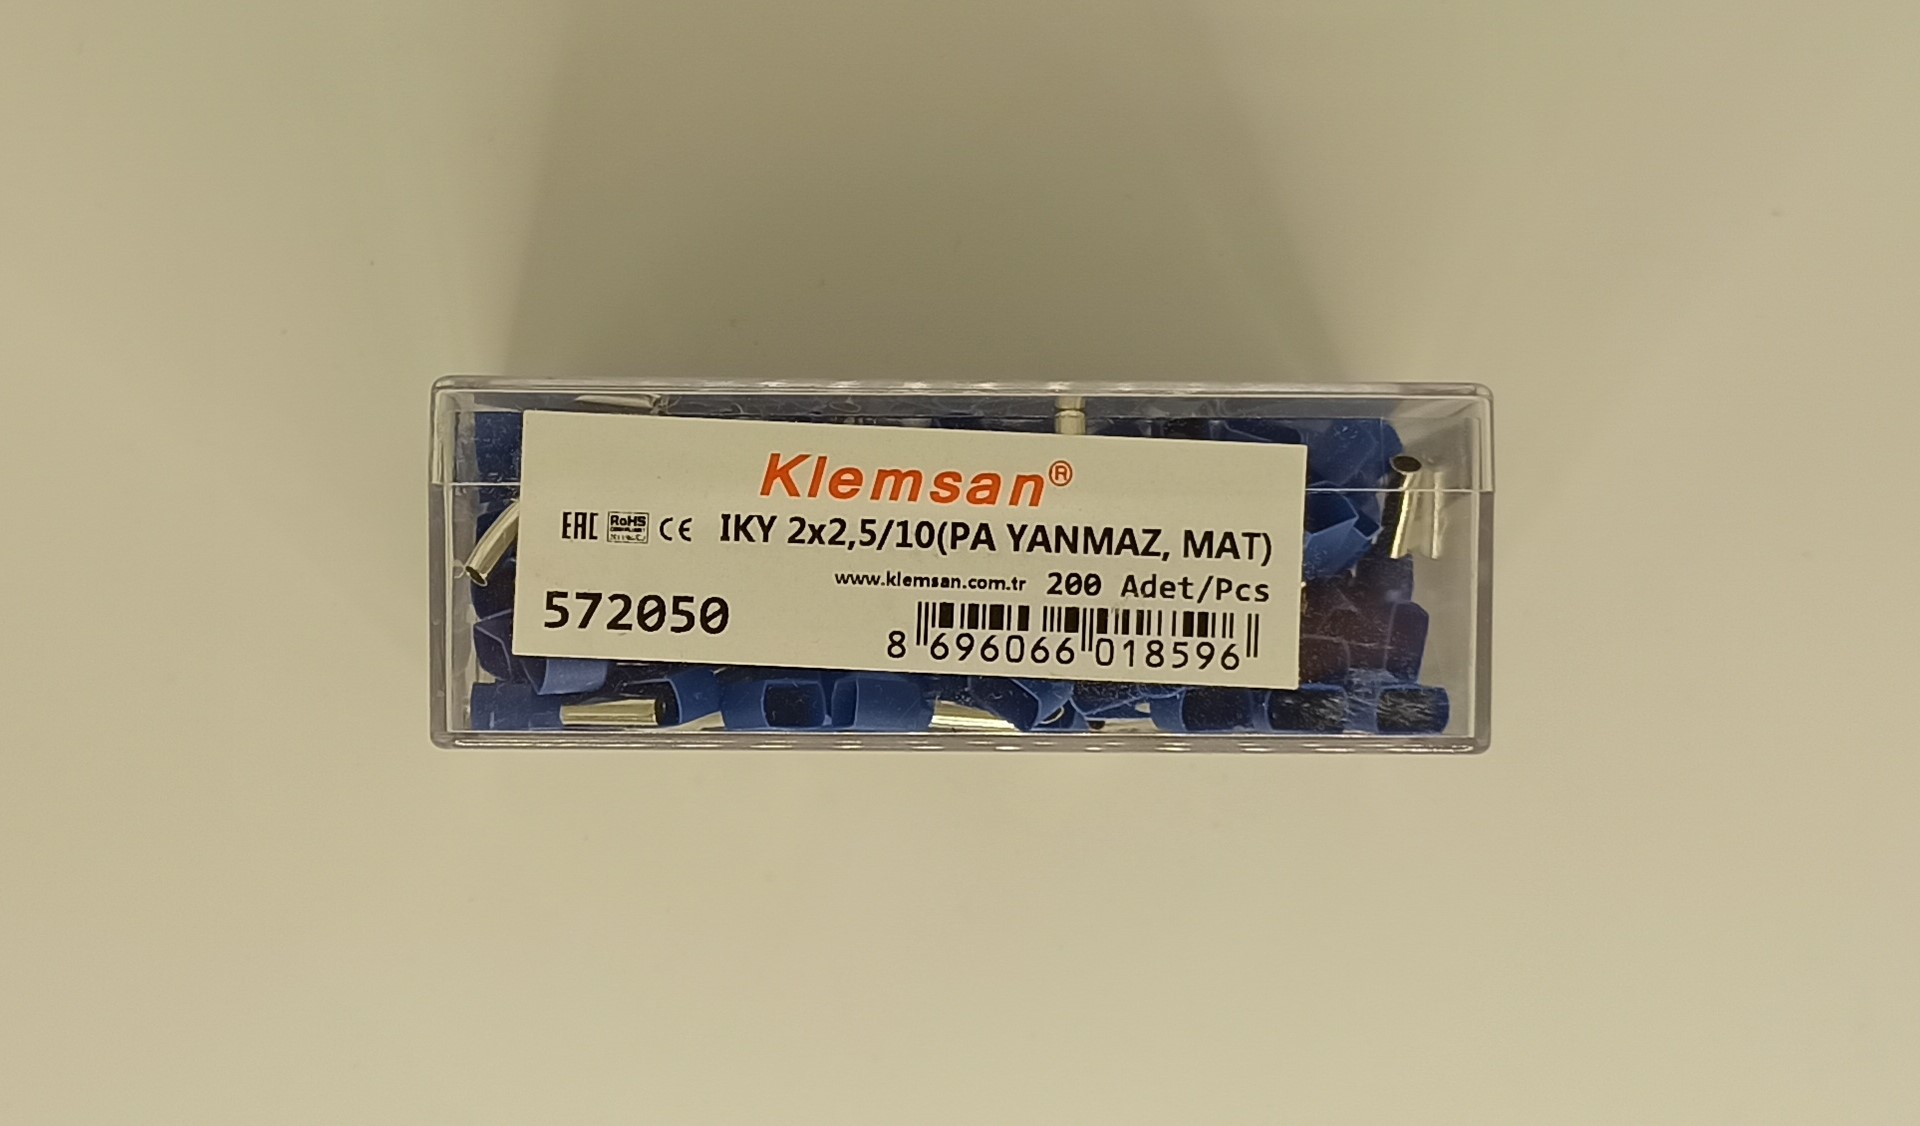 Klemsan®
EAC RoHS CE IKY 2x2,5/10(PA YANMAZ, MAT)
www.klemsan.com.tr 200 Adet/Pcs
572050
8 696066 018596